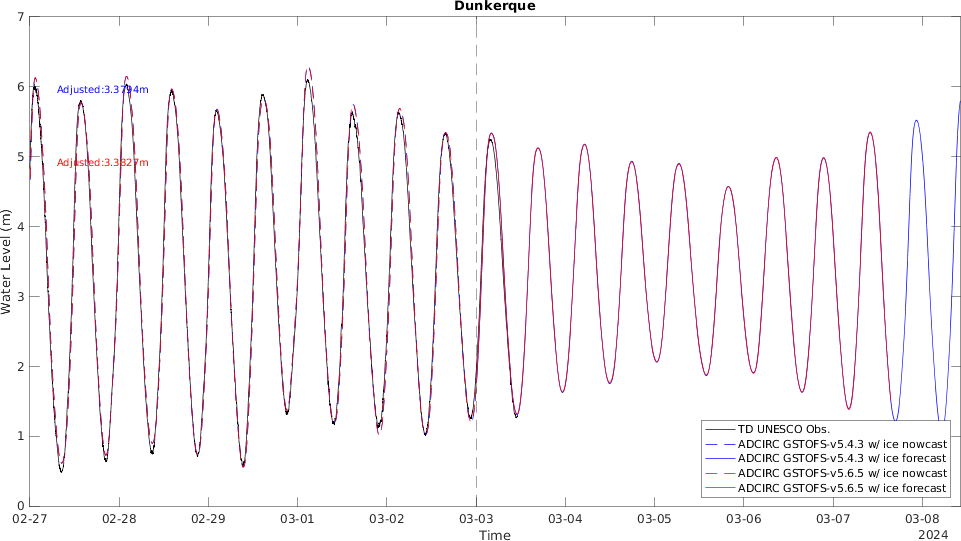 Dunkerque
7
6
5
4
3
2
1
0
Water Level (m)
Adjusted:3.3794m
Adjusted:3.3827m
TD UNESCO Obs.
ADCIRC GSTOFS-v5.4.3 w/ ice nowcast
ADCIRC GSTOFS-v5.4.3 w/ ice forecast
ADCIRC GSTOFS-v5.6.5 w/ ice nowcast
ADCIRC GSTOFS-v5.6.5 w/ ice forecast
02-27 02-28 02-29 03-01 03-02 03-03 03-04 03-05 03-06 03-07 03-08
Time
2024